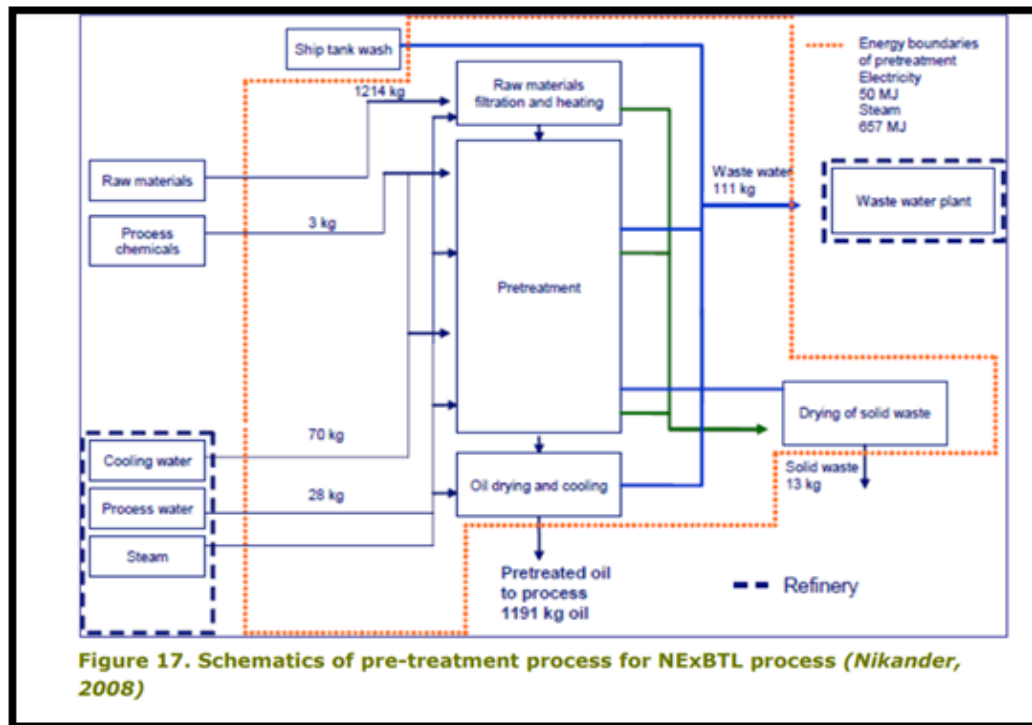 Ship tank wash
Energy boundaries
of pretreatment
Electricity
50 MJ
Steam
657 MJ
1214 kg
Raw materials
filtration and heating
Raw materials
Waste water
111 kg
Waste water plant
Process
chemicals
3 kg
Pretreatment
Drying of solid waste
70 kg
Cooling water
Solid waste
13 kg
28 kg
Process water
Oil drying and cooling
Steam
Pretreated oil
to process
1191 kg oil
Refinery
Figure 17. Schematics of pre-treatment process for NExBTL process (Nikander,
2008)